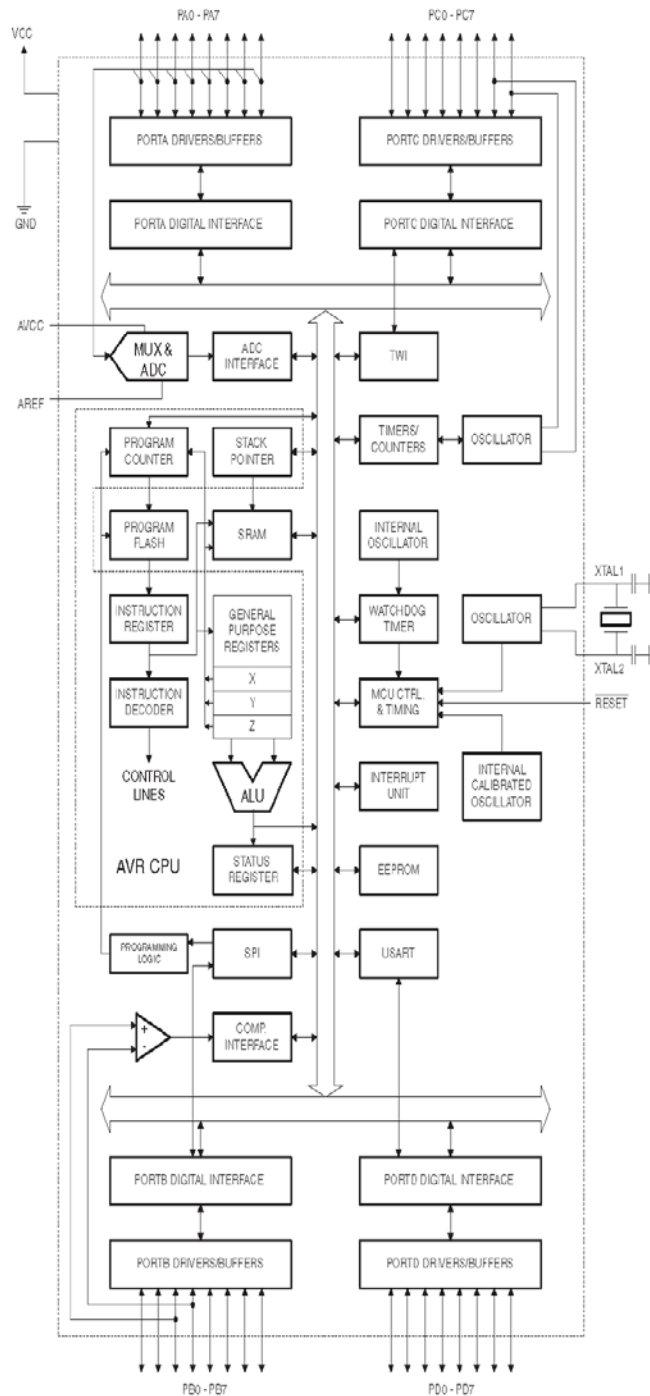 PA0 - PA7
PC0 - PC7
VCC
PORTA DRIVERS/BUFFERS
PORTC DRIVERS/BUFFERS
GND
PORTA DIGITAL INTERFACE
PORTC DIGITAL INTERFACE
AVCC
MUX &
ADC
ADC
INTERFACE
TWI
AREF
PROGRAM
COUNTER
STACK
POINTER
TIMERS/
COUNTERS
OSCILLATOR
PROGRAM
FLASH
SRAM
INTERNAL
OSCILLATOR
XTAL1
INSTRUCTION
REGISTER
GENERAL
PURPOSE
REGISTERS
WATCHDOG
TIMER
OSCILLATOR
XTAL2
X
INSTRUCTION
DECODER
Y
MCU CTRL.
& TIMING
RESET
Z
CONTROL
LINES
ALU
INTERRUPT
UNIT
INTERNAL
CALIBRATED
OSCILLATOR
AVR CPU
STATUS
REGISTER
EEPROM
PROGRAMMING
LOGIC
SPI
USART
+
-
COMP.
INTERFACE
PORTB DIGITAL INTERFACE
PORTD DIGITAL INTERFACE
PORTB DRIVERS/BUFFERS
PORTD DRIVERS/BUFFERS
PB0 - PB7
PD0 - PD7